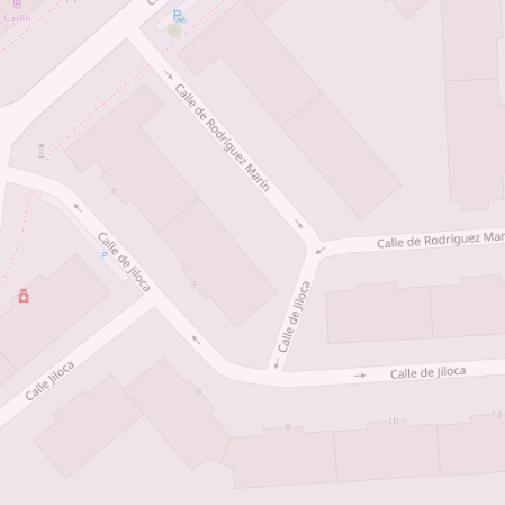 Carlin
P
Calle de Rodríguez Marín
6
Calle de Jiloca
P
3
Calle de Rodríguez Mar
Calle de Jiloca
Calle Jiloca
Calle de Jiloca
6
8
10
12